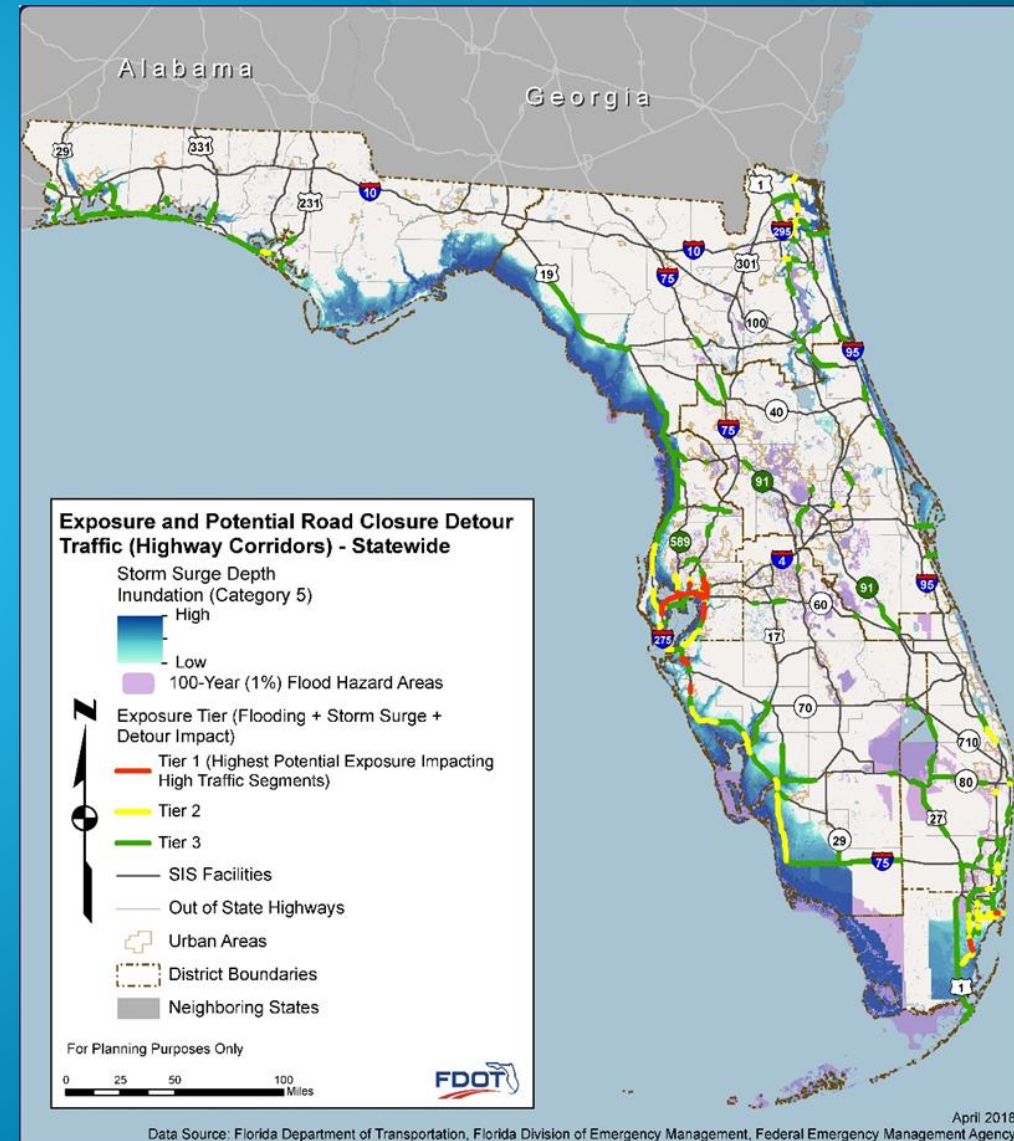 Alabama
Georgia
29
331
231
10
1
295
10
301
75
19
100
95
40
75
91
589
4
91
95
60
275
17
70
710
80
27
29
75
1
Exposure and Potential Road Closure Detour
Traffic (Highway Corridors) - Statewide
Storm Surge Depth
Inundation (Category 5)
High
Low
100-Year (1%) Flood Hazard Areas
Exposure Tier (Flooding + Storm Surge +
Detour Impact)
Tier 1 (Highest Potential Exposure Impacting
High Traffic Segments)
Tier 2
Tier 3
SIS Facilities
Out of State Highways
Urban Areas
District Boundaries
Neighboring States
N
For Planning Purposes Only
0 25 50 100
Miles
FDOT
April 2018
Data Source: Florida Department of Transportation, Florida Division of Emergency Management, Federal Emergency Management Agency